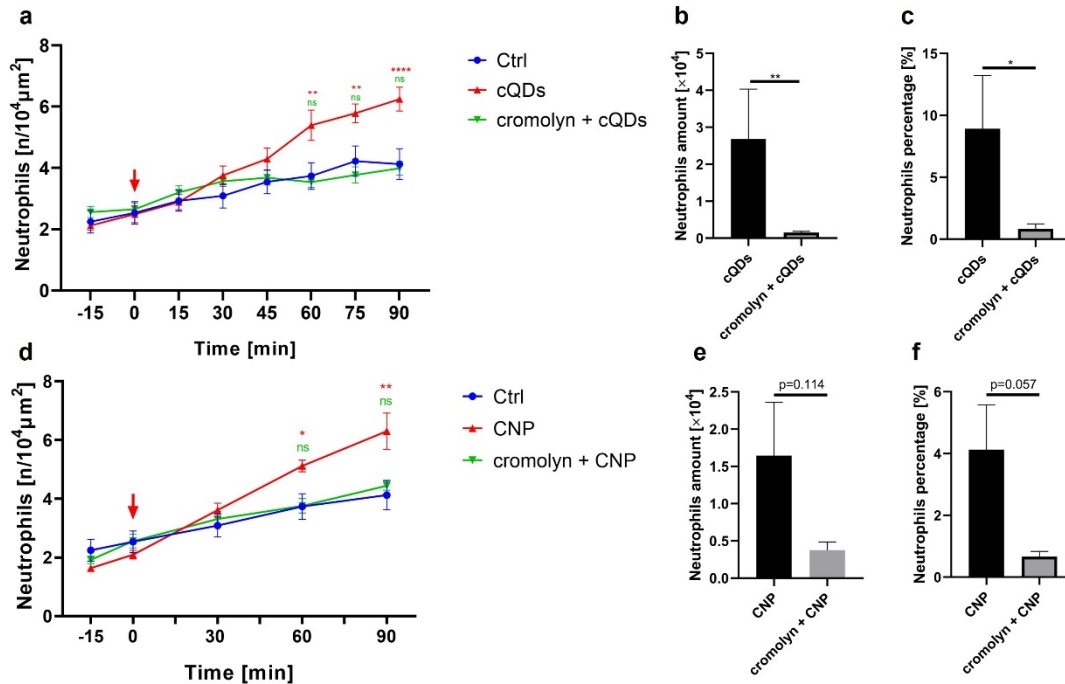 a
Neutrophils [n/10⁴µm²]
8
6
4
2
0
-15 0 15 30 45 60 75 90
Time [min]
** ** ****
ns ns ns
Ctrl
cQDs
cromolyn + cQDs
b
Neutrophils amount [×10⁴]
5
4
3
2
1
0
**
cQDs
cromolyn + cQDs
c
Neutrophils percentage [%]
15
10
5
0
*
cQDs
cromolyn + cQDs
d
Neutrophils [n/10⁴µm²]
8
6
4
2
0
-15 0 30 60 90
Time [min]
* **
ns ns
Ctrl
CNP
cromolyn + CNP
e
Neutrophils amount [×10⁴]
2.5
2.0
1.5
1.0
0.5
0.0
p=0.114
CNP
cromolyn + CNP
f
Neutrophils percentage [%]
6
4
2
0
p=0.057
CNP
cromolyn + CNP